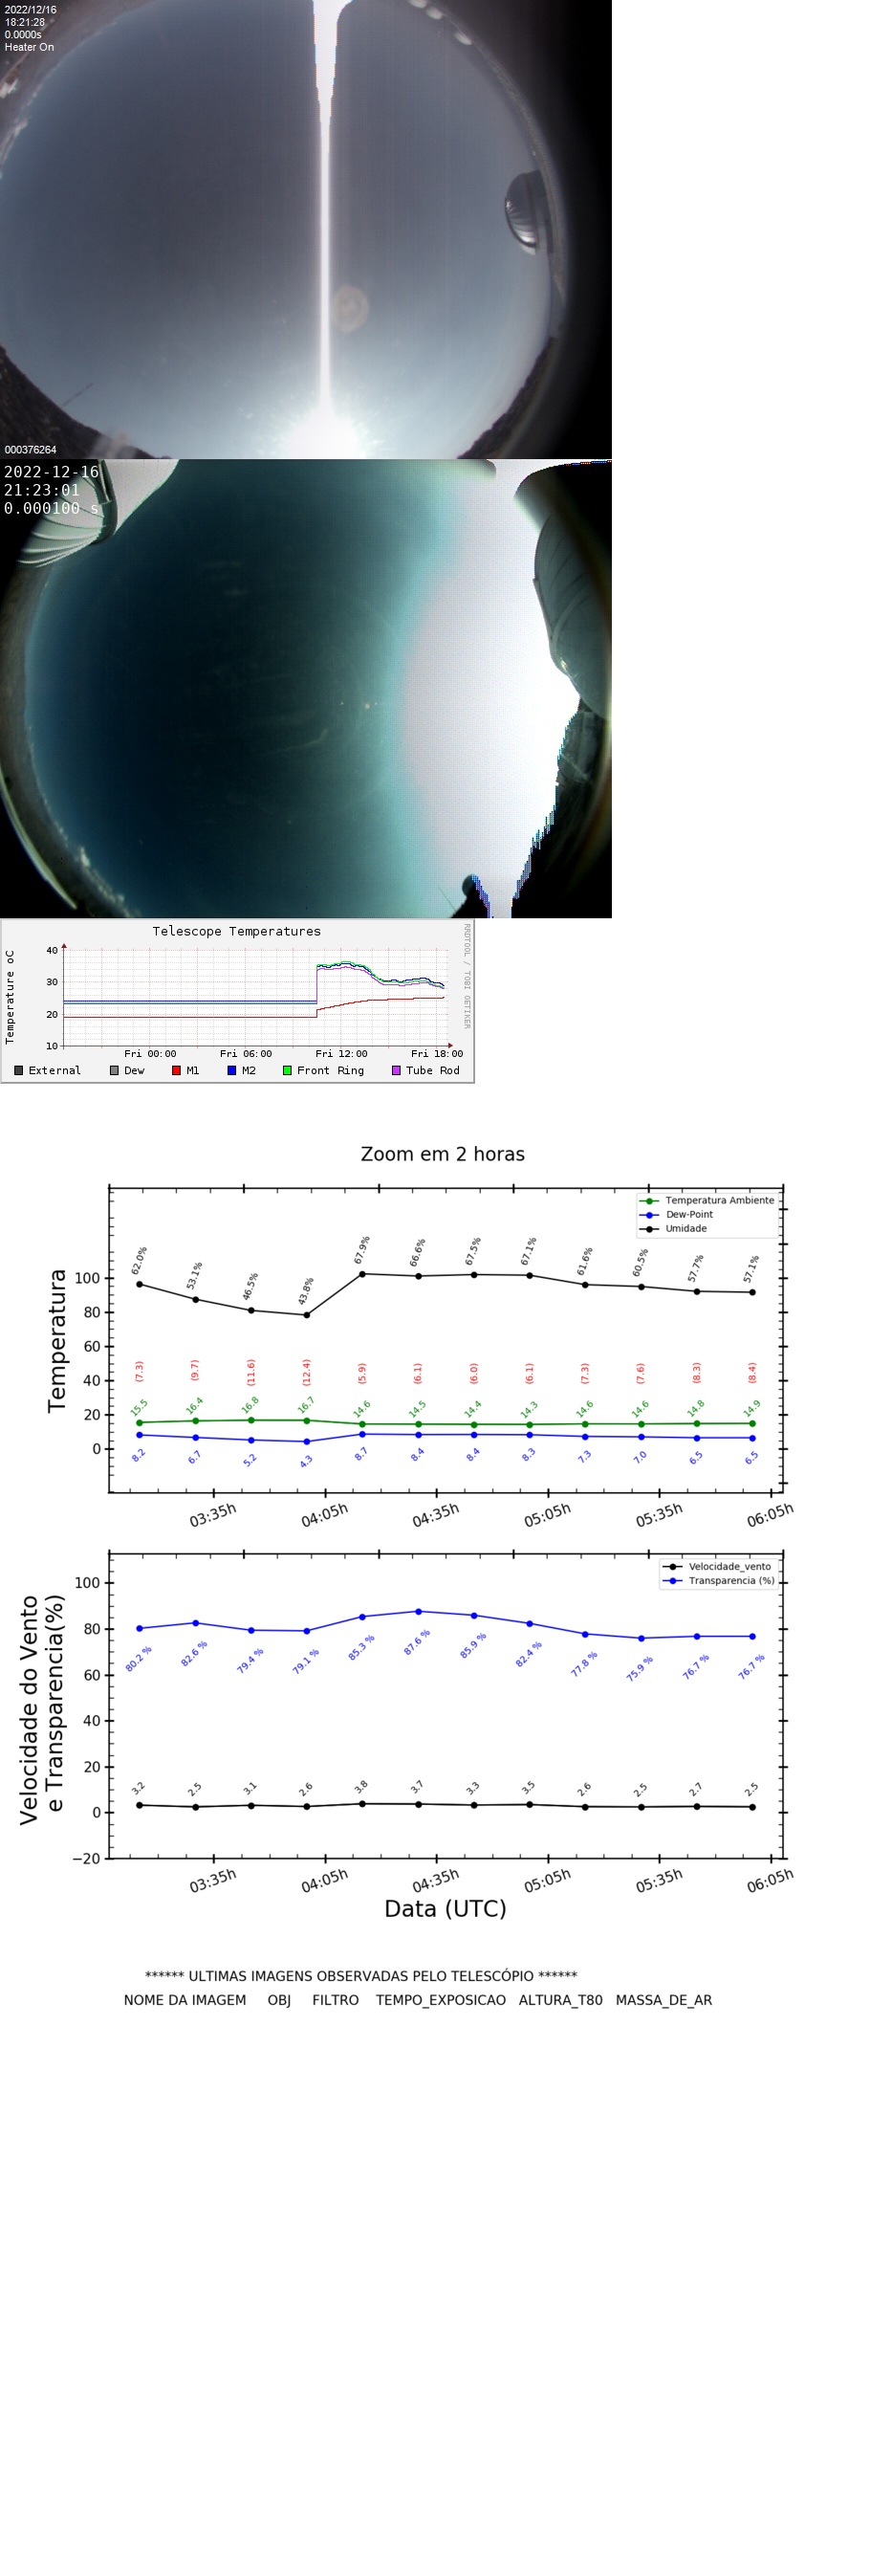 2022/12/16
18:21:28
0.0000s
Heater On
000376264
2022-12-16
21:23:01
0.000100 s
Telescope Temperatures
RRDTOOL / TOBI OETIKER
Temperature oC
40
30
20
10
Fri 00:00 Fri 06:00 Fri 12:00 Fri 18:00
External Dew M1 M2 Front Ring Tube Rod
Zoom em 2 horas
Temperatura Ambiente
Dew-Point
Umidade
Temperatura
100
80
60
40
20
0
62.0% 53.1% 46.5% 43.8% 67.9% 66.6% 67.5% 67.1% 61.6% 60.5% 57.7% 57.1%
(7.3) (9.7) (11.6) (12.4) (5.9) (6.1) (6.0) (6.1) (7.3) (7.6) (8.3) (8.4)
15.5 16.4 16.8 16.7 14.6 14.5 14.4 14.3 14.6 14.6 14.8 14.9
8.2 6.7 5.2 4.3 8.7 8.4 8.4 8.3 7.3 7.0 6.5 6.5
03:35h 04:05h 04:35h 05:05h 05:35h 06:05h
Velocidade_vento
Transparencia (%)
Velocidade do Vento
e Transparencia(%)
100
80
60
40
20
0
−20
80.2 % 82.6 % 79.4 % 79.1 % 85.3 % 87.6 % 85.9 % 82.4 % 77.8 % 75.9 % 76.7 % 76.7 %
3.2 2.5 3.1 2.6 3.8 3.7 3.3 3.5 2.6 2.5 2.7 2.5
03:35h 04:05h 04:35h 05:05h 05:35h 06:05h
Data (UTC)
****** ULTIMAS IMAGENS OBSERVADAS PELO TELESCÓPIO ******
NOME DA IMAGEM OBJ FILTRO TEMPO_EXPOSICAO ALTURA_T80 MASSA_DE_AR